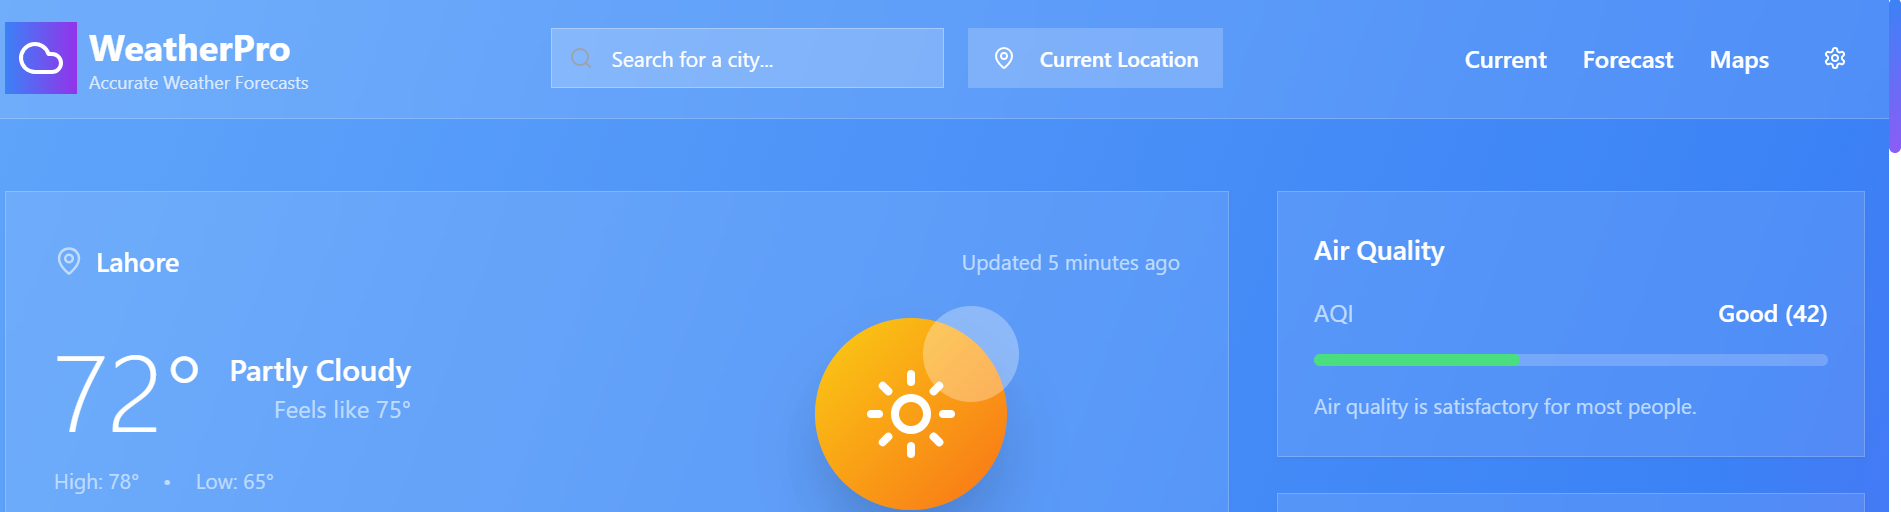 WeatherPro
Accurate Weather Forecasts
Search for a city...
Current Location
Current
Forecast
Maps
Lahore
Updated 5 minutes ago
72°
Partly Cloudy
Feels like 75°
High: 78° • Low: 65°
Air Quality
AQI
Good (42)
Air quality is satisfactory for most people.